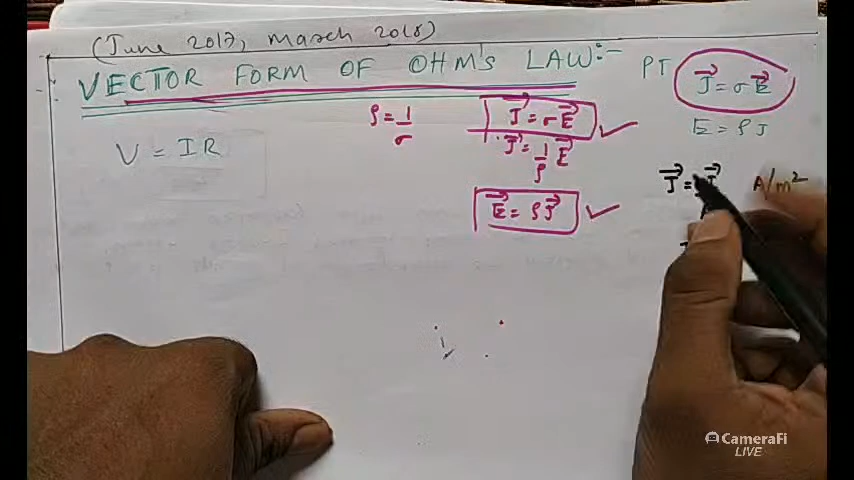 (June 2017, March 2018)
VECTOR FORM OF OHM'S LAW:-
PT J⃗ = σE⃗
E = ρJ
V = IR
ρ = 1/σ
J⃗ = σE⃗
J⃗ = 1/ρ E⃗
E⃗ = ρJ⃗
J⃗ =
A/m²
CameraFi
LIVE